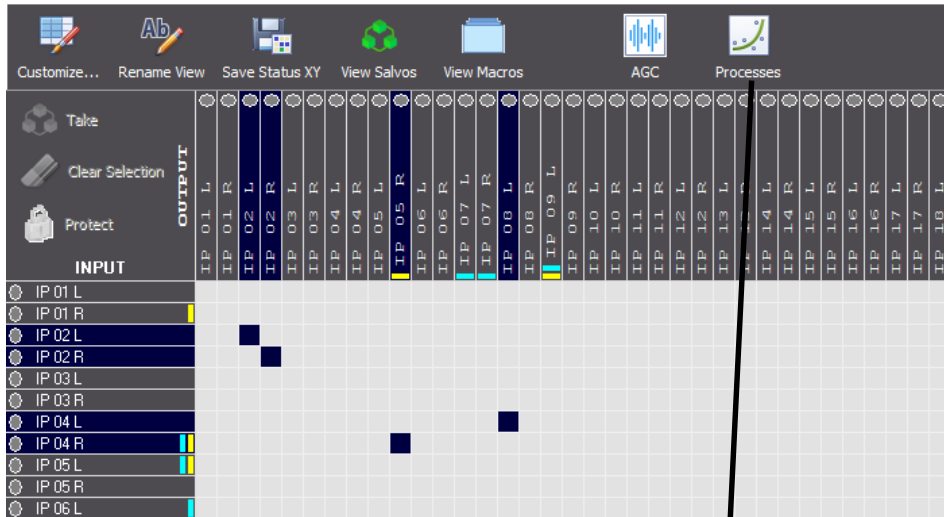 Customize...
Rename View
Save Status XY
View Salvos
View Macros
AGC
Processes
Take
Clear Selection
Protect
OUTPUT
INPUT
IP 01 L
IP 01 R
IP 02 L
IP 02 R
IP 03 L
IP 03 R
IP 04 L
IP 04 R
IP 05 L
IP 05 R
IP 06 L
IP 06 R
IP 07 L
IP 07 R
IP 08 L
IP 08 R
IP 09 L
IP 09 R
IP 10 L
IP 10 R
IP 11 L
IP 11 R
IP 12 L
IP 12 R
IP 13 L
IP 13 R
IP 14 L
IP 14 R
IP 15 L
IP 15 R
IP 16 L
IP 16 R
IP 17 L
IP 17 R
IP 18 L
IP 01 L
IP 01 R
IP 02 L
IP 02 R
IP 03 L
IP 03 R
IP 04 L
IP 04 R
IP 05 L
IP 05 R
IP 06 L